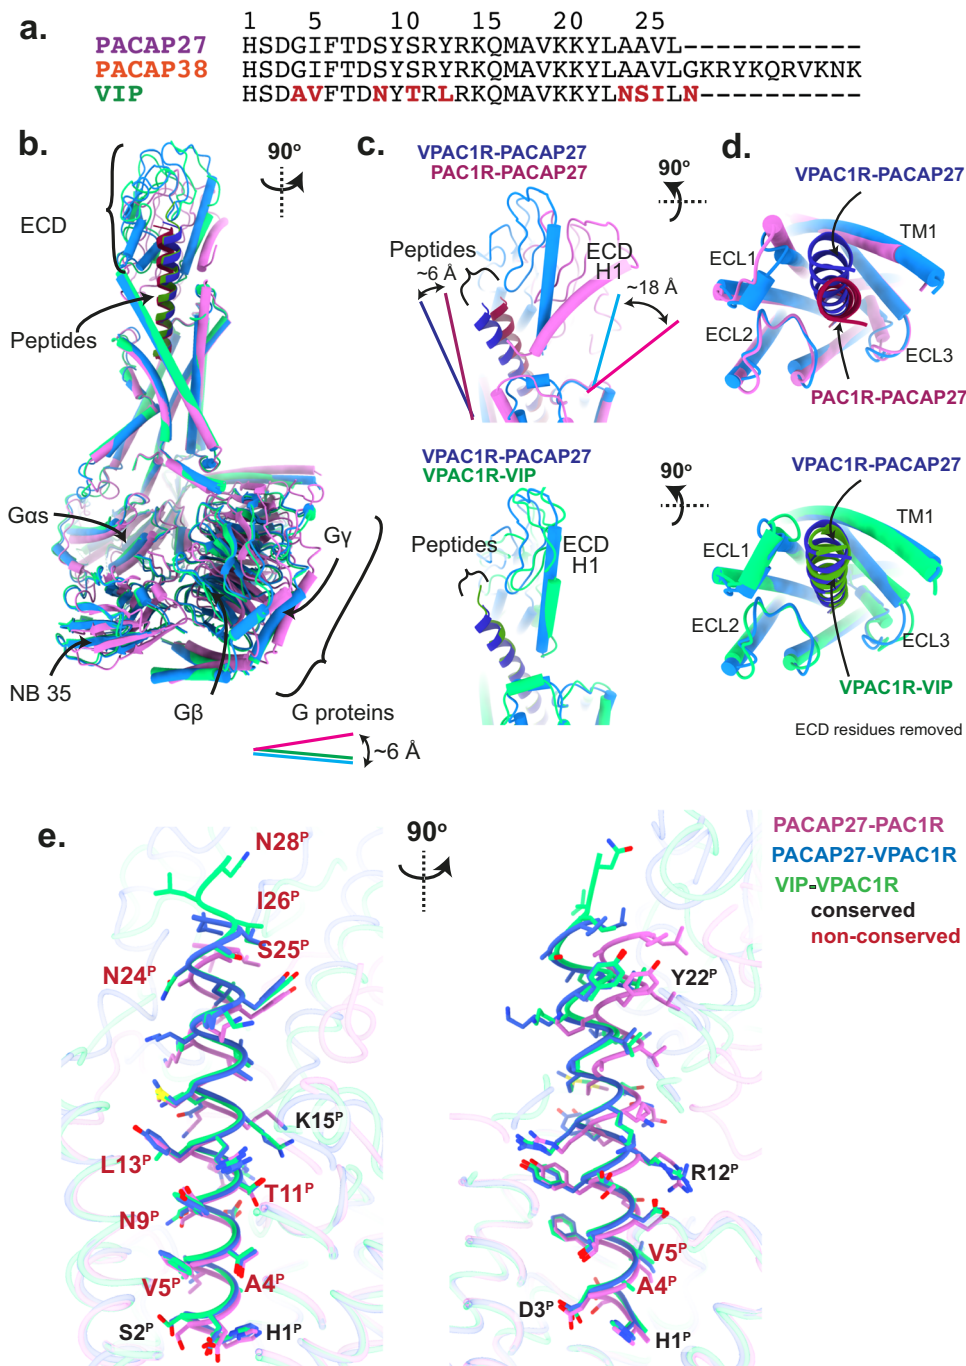 a.
1 5 10 15 20 25
PACAP27 HSDGIFTDSYSRYRKQMAVKKYLAAVL-----------
PACAP38 HSDGIFTDSYSRYRKQMAVKKYLAAVLGKRYKQRVKNK
VIP HSDAVFTDNYTRLRKQMAVKKYLNSILN----------
b.
90°
ECD
Peptides
Gαs
Gγ
NB 35
Gβ
G proteins
~6 Å
c.
VPAC1R-PACAP27
PAC1R-PACAP27
90°
Peptides
~6 Å
ECD
H1
~18 Å
VPAC1R-PACAP27
VPAC1R-VIP
90°
Peptides
ECD
H1
d.
VPAC1R-PACAP27
TM1
ECL1
ECL2
ECL3
PAC1R-PACAP27
VPAC1R-PACAP27
TM1
ECL1
ECL2
ECL3
VPAC1R-VIP
ECD residues removed
e.
90°
N28ᴾ
I26ᴾ
S25ᴾ
N24ᴾ
K15ᴾ
L13ᴾ
T11ᴾ
N9ᴾ
V5ᴾ
A4ᴾ
S2ᴾ
H1ᴾ
Y22ᴾ
R12ᴾ
V5ᴾ
A4ᴾ
D3ᴾ
H1ᴾ
PACAP27-PAC1R
PACAP27-VPAC1R
VIP-VPAC1R
conserved
non-conserved